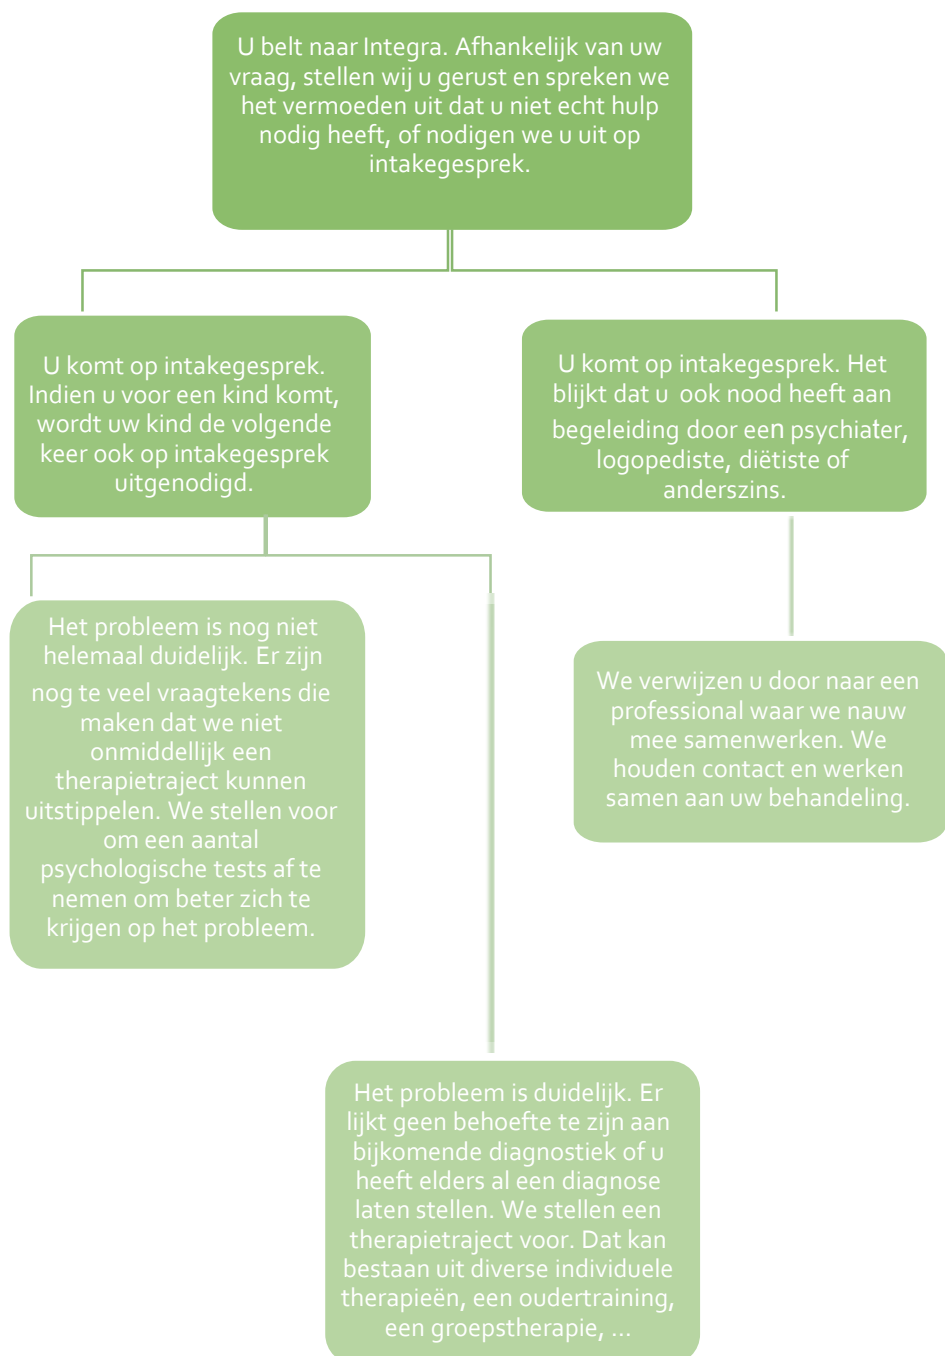 U belt naar Integra. Afhankelijk van uw
vraag, stellen wij u gerust en spreken we
het vermoeden uit dat u niet echt hulp
nodig heeft, of nodigen we u uit op
intakegesprek.
U komt op intakegesprek.
Indien u voor een kind komt,
wordt uw kind de volgende
keer ook op intakegesprek
uitgenodigd.
U komt op intakegesprek. Het
blijkt dat u ook nood heeft aan
begeleiding door een psychiater,
logopediste, diëtiste of
anderszins.
Het probleem is nog niet
helemaal duidelijk. Er zijn
nog te veel vraagtekens die
maken dat we niet
onmiddellijk een
therapietraject kunnen
uitstippelen. We stellen voor
om een aantal
psychologische tests af te
nemen om beter zich te
krijgen op het probleem.
We verwijzen u door naar een
professional waar we nauw
mee samenwerken. We
houden contact en werken
samen aan uw behandeling.
Het probleem is duidelijk. Er
lijkt geen behoefte te zijn aan
bijkomende diagnostiek of u
heeft elders al een diagnose
laten stellen. We stellen een
therapietraject voor. Dat kan
bestaan uit diverse individuele
therapieën, een oudertraining,
een groepstherapie, ...